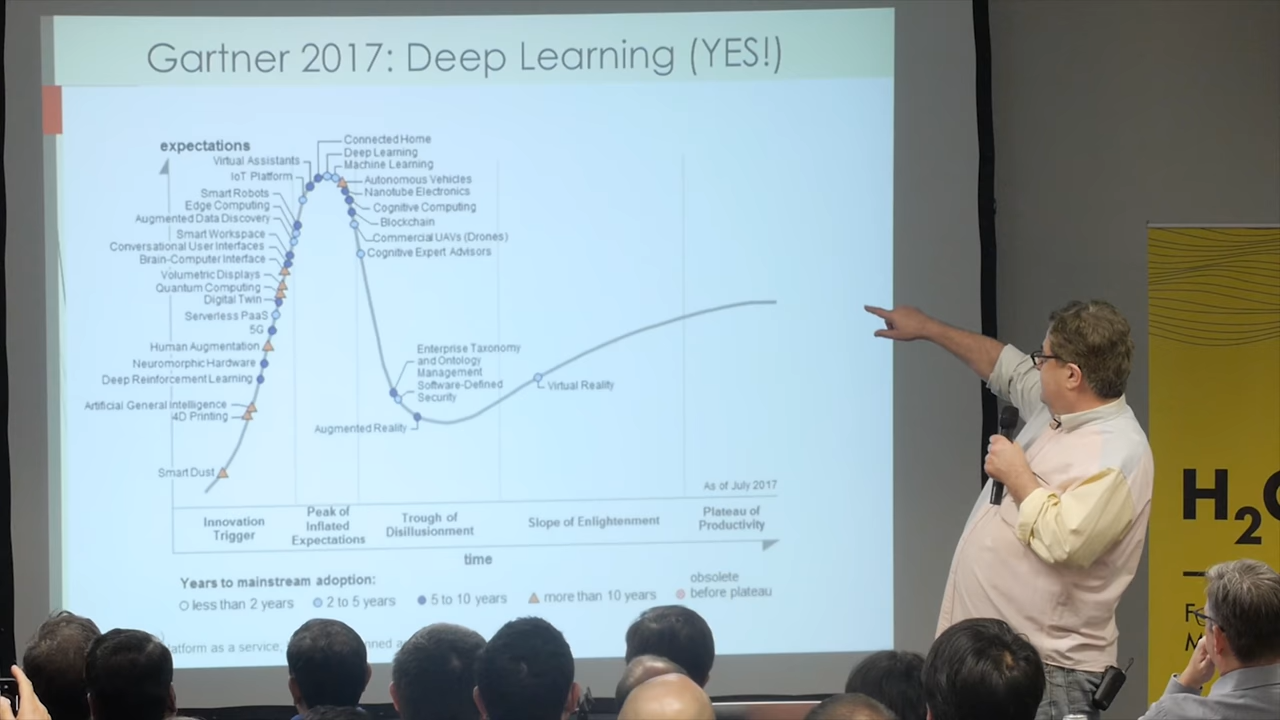 Gartner 2017: Deep Learning (YES!)
expectations
Connected Home
Deep Learning
Machine Learning
Autonomous Vehicles
Nanotube Electronics
Cognitive Computing
Blockchain
Commercial UAVs (Drones)
Cognitive Expert Advisors
Virtual Assistants
IoT Platform
Smart Robots
Edge Computing
Augmented Data Discovery
Smart Workspace
Conversational User Interfaces
Brain-Computer Interface
Volumetric Displays
Quantum Computing
Digital Twin
Serverless PaaS
5G
Human Augmentation
Neuromorphic Hardware
Deep Reinforcement Learning
Artificial General Intelligence
4D Printing
Smart Dust
Enterprise Taxonomy
and Ontology
Management
Software-Defined
Security
Augmented Reality
Virtual Reality
As of July 2017
Innovation
Trigger
Peak of
Inflated
Expectations
Trough of
Disillusionment
Slope of Enlightenment
Plateau of
Productivity
time
Years to mainstream adoption:
less than 2 years
2 to 5 years
5 to 10 years
more than 10 years
obsolete
before plateau
as a service,
H2